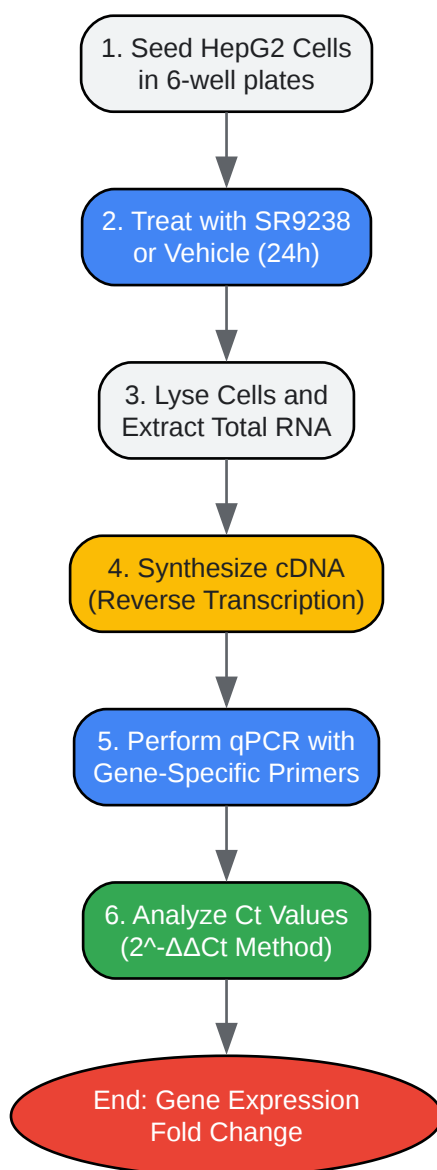 1. Seed HepG2 Cells
in 6-well plates
2. Treat with SR9238
or Vehicle (24h)
3. Lyse Cells and
Extract Total RNA
4. Synthesize cDNA
(Reverse Transcription)
5. Perform qPCR with
Gene-Specific Primers
6. Analyze Ct Values
(2^-ΔΔCt Method)
End: Gene Expression
Fold Change